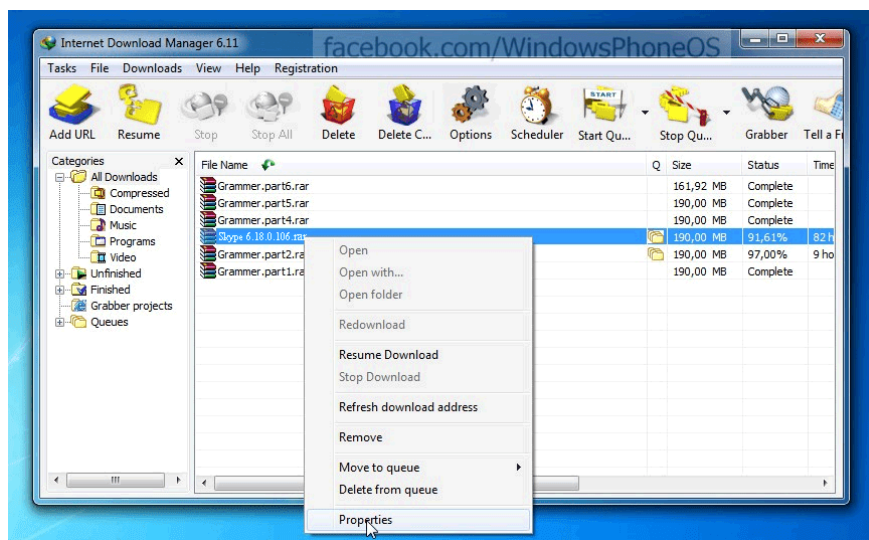 Internet Download Manager 6.11
facebook.com/WindowsPhoneOS
Tasks File Downloads View Help Registration
START
Add URL Resume Stop Stop All Delete Delete C... Options Scheduler Start Qu... Stop Qu... Grabber Tell a Fr
Categories
All Downloads
Compressed
Documents
Music
Programs
Video
Unfinished
Finished
Grabber projects
Queues
File Name Q Size Status Time
Grammer.part6.rar 161,92 MB Complete
Grammer.part5.rar 190,00 MB Complete
Grammer.part4.rar 190,00 MB Complete
Skype 6.18.0.106.rar 190,00 MB 91,61% 82 h
Grammer.part2.ra 190,00 MB 97,00% 9 ho
Grammer.part1.ra 190,00 MB Complete
Open
Open with...
Open folder
Redownload
Resume Download
Stop Download
Refresh download address
Remove
Move to queue
Delete from queue
Properties